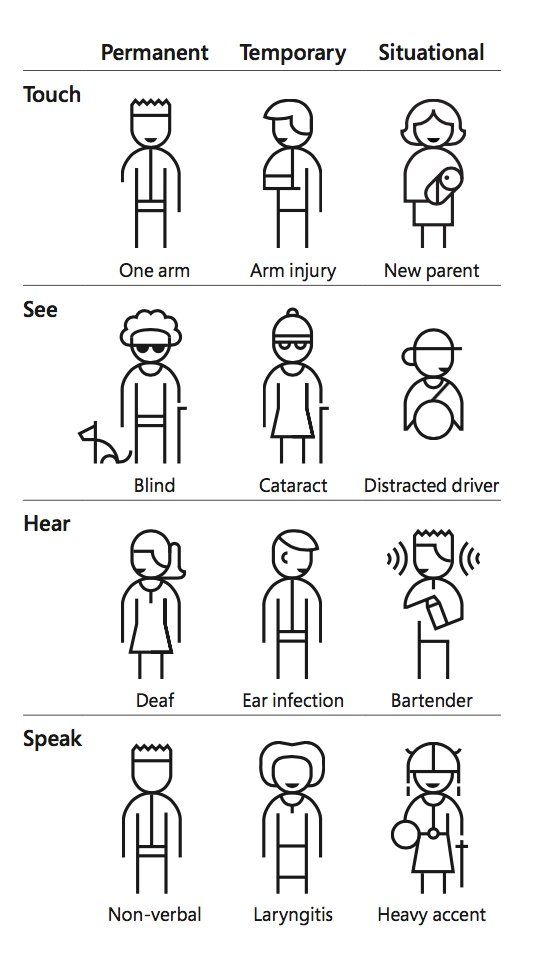 Permanent Temporary Situational
Touch
One arm Arm injury New parent
See
Blind Cataract Distracted driver
Hear
Deaf Ear infection Bartender
Speak
Non-verbal Laryngitis Heavy accent